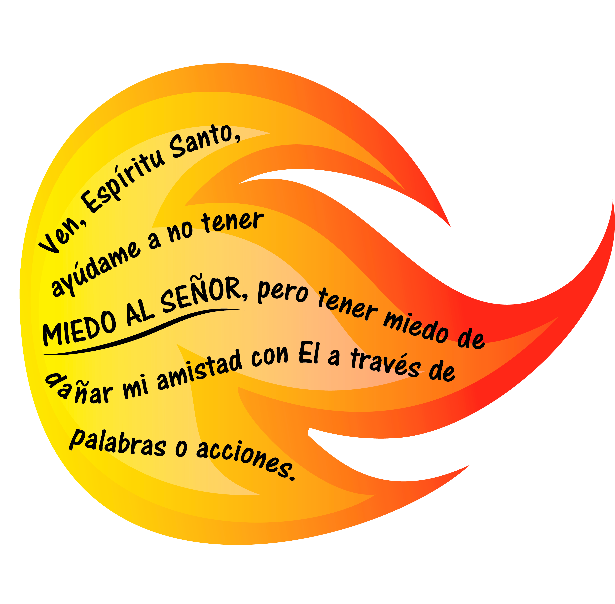 Ven, Espíritu Santo,
ayúdame a no tener
MIEDO AL SEÑOR, pero tener miedo de
dañar mi amistad con El a través de
palabras o acciones.